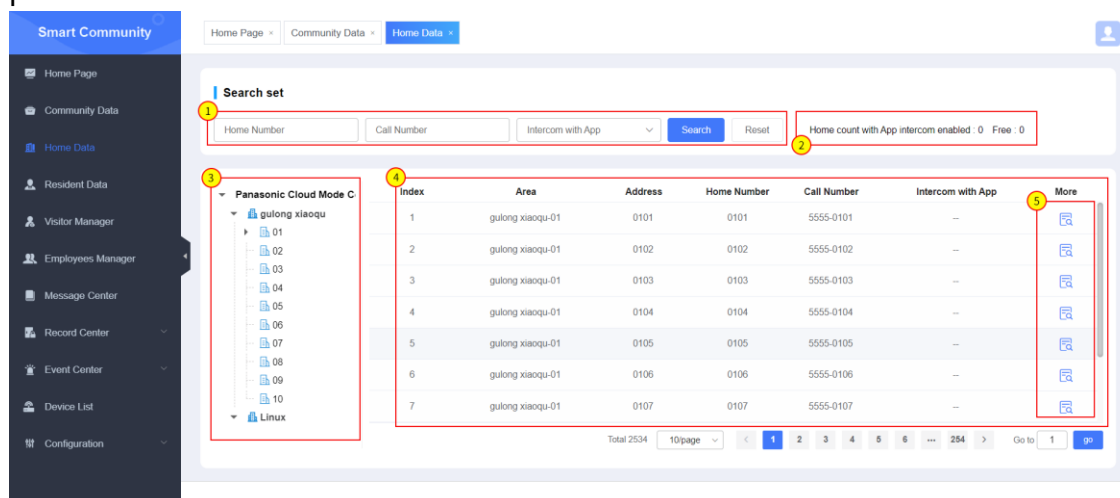 Smart Community
Home Page × Community Data × Home Data ×
Home Page
Community Data
Home Data
Resident Data
Visitor Manager
Employees Manager
Message Center
Record Center
Event Center
Device List
Configuration
Search set
1
Home Number Call Number Intercom with App Search Reset
2
Home count with App intercom enabled : 0 Free : 0
3
Panasonic Cloud Mode C
gulong xiaoqu
01
02
03
04
05
06
07
08
09
10
Linux
4
5
Index Area Address Home Number Call Number Intercom with App More
1 gulong xiaoqu-01 0101 0101 5555-0101 --
2 gulong xiaoqu-01 0102 0102 5555-0102 --
3 gulong xiaoqu-01 0103 0103 5555-0103 --
4 gulong xiaoqu-01 0104 0104 5555-0104 --
5 gulong xiaoqu-01 0105 0105 5555-0105 --
6 gulong xiaoqu-01 0106 0106 5555-0106 --
7 gulong xiaoqu-01 0107 0107 5555-0107 --
Total 2534 10/page < 1 2 3 4 5 6 ••• 254 > Go to 1 go